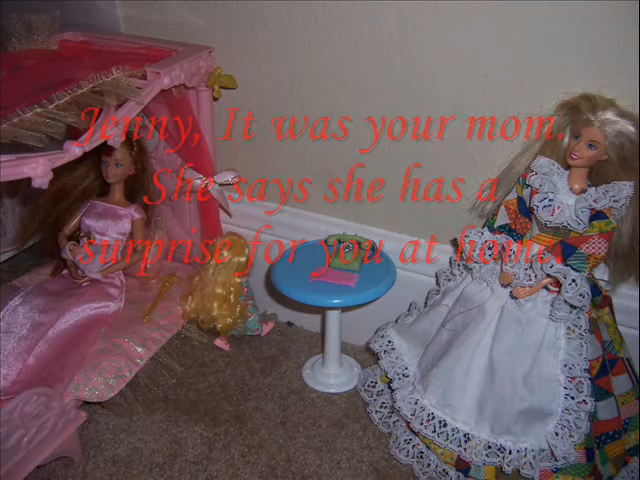 Jenny, It was your mom.
She says she has a
surprise for you at home.